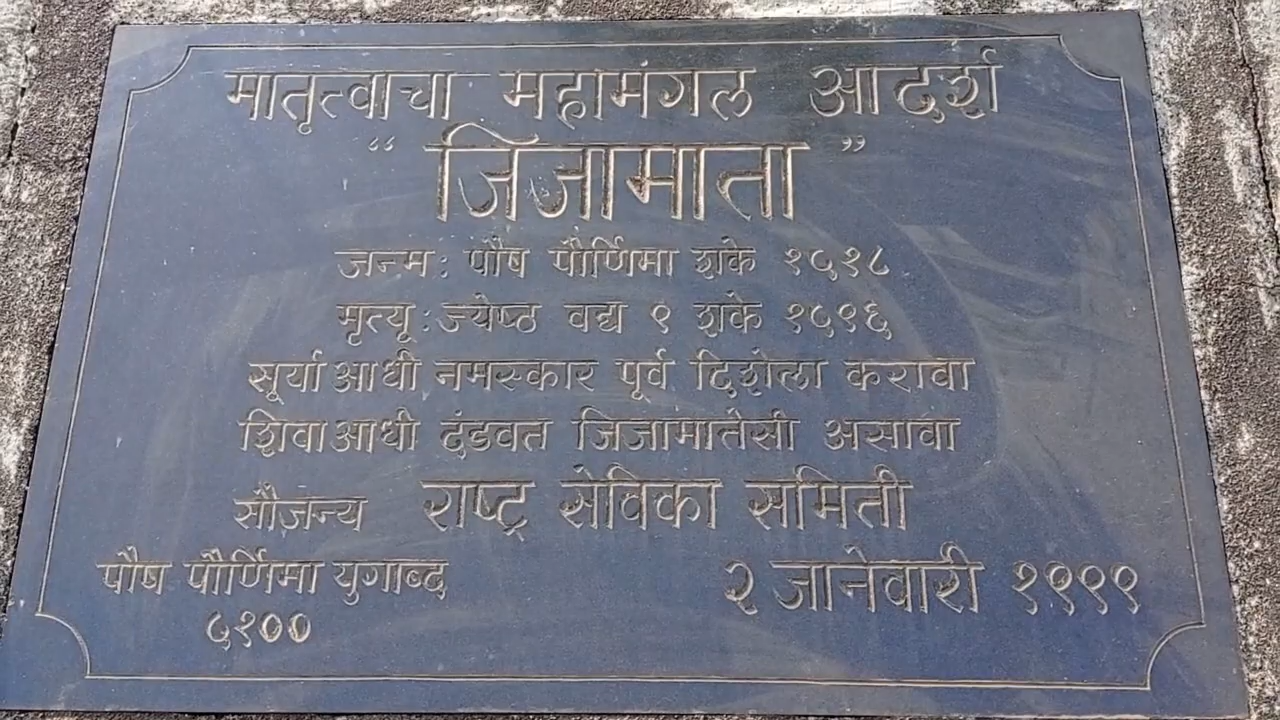 मातृत्वाचा महामंगल आदर्श
“जिजामाता”
जन्म : पौष पौर्णिमा शके १५१८
मृत्यू : ज्येष्ठ वद्य ९ शके १५९६
सूर्याआधी नमस्कार पूर्व दिशेला करावा
शिवाआधी दंडवत जिजामातेसी असावा
सौजन्य राष्ट्र सेविका समिती
पौष पौर्णिमा युगाब्द
५१००
२ जानेवारी १९९९